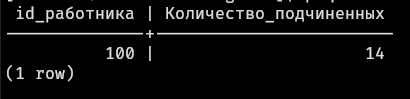 id_работника | Количество_подчиненных
-------------+------------------------
100 | 14
(1 row)